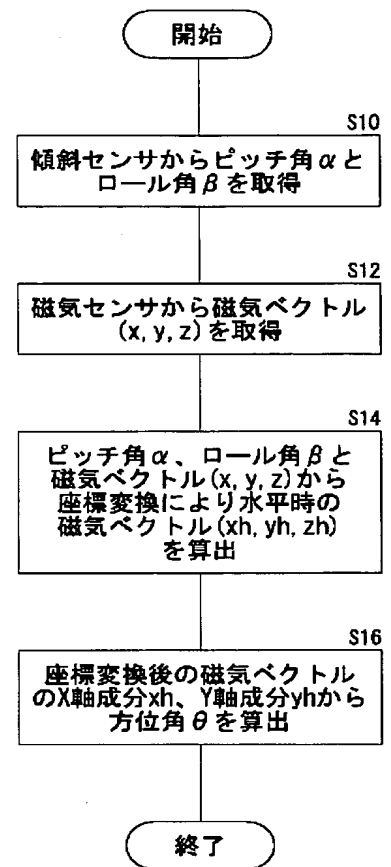 開始
S10
傾斜センサからピッチ角αと
ロール角βを取得
S12
磁気センサから磁気ベクトル
(x, y, z)を取得
S14
ピッチ角α、ロール角βと
磁気ベクトル(x, y, z)から
座標変換により水平時の
磁気ベクトル(xh, yh, zh)
を算出
S16
座標変換後の磁気ベクトル
のX軸成分xh、Y軸成分yhから
方位角θを算出
終了